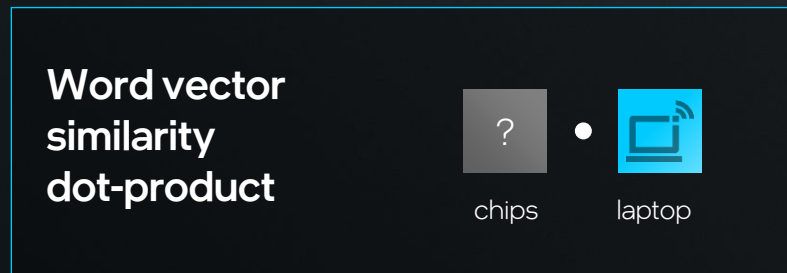 Word vector
similarity
dot-product
?
chips
laptop